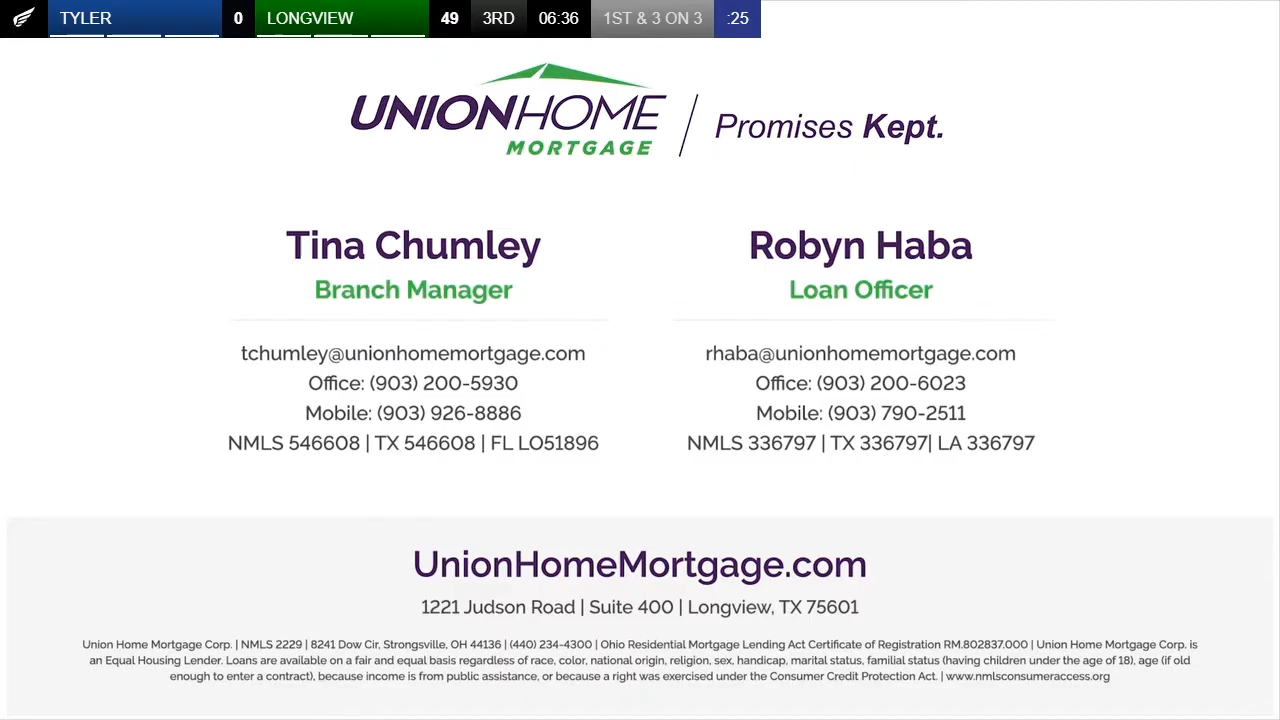 TYLER 0 LONGVIEW 49 3RD 06:36 1ST & 3 ON 3 :25
UNIONHOME
MORTGAGE
Promises Kept.
Tina Chumley
Branch Manager
tchumley@unionhomemortgage.com
Office: (903) 200-5930
Mobile: (903) 926-8886
NMLS 546608 | TX 546608 | FL LO51896
Robyn Haba
Loan Officer
rhaba@unionhomemortgage.com
Office: (903) 200-6023
Mobile: (903) 790-2511
NMLS 336797 | TX 336797| LA 336797
UnionHomeMortgage.com
1221 Judson Road | Suite 400 | Longview, TX 75601
Union Home Mortgage Corp. | NMLS 2229 | 8241 Dow Cir, Strongsville, OH 44136 | (440) 234-4300 | Ohio Residential Mortgage Lending Act Certificate of Registration RM.802837.000 | Union Home Mortgage Corp. is
an Equal Housing Lender. Loans are available on a fair and equal basis regardless of race, color, national origin, religion, sex, handicap, marital status, familial status (having children under the age of 18), age (if old
enough to enter a contract), because income is from public assistance, or because a right was exercised under the Consumer Credit Protection Act. | www.nmlsconsumeraccess.org